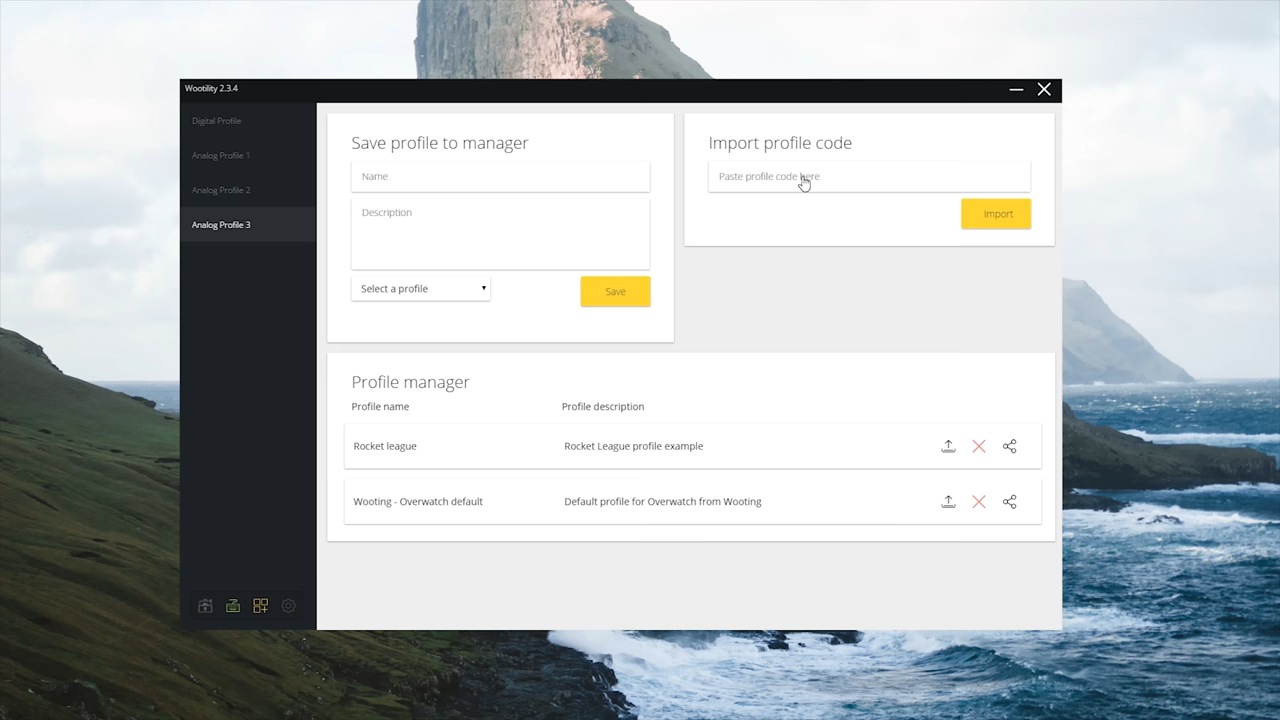 Wootility 2.3.4
Digital Profile
Analog Profile 1
Analog Profile 2
Analog Profile 3
Save profile to manager
Name
Description
Select a profile
Save
Import profile code
Paste profile code here
Import
Profile manager
Profile name Profile description
Rocket league Rocket League profile example
Wooting - Overwatch default Default profile for Overwatch from Wooting